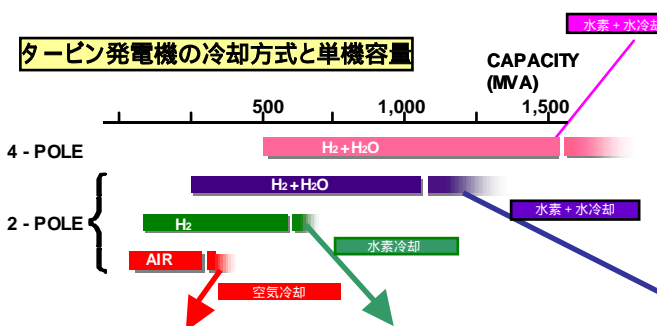 水素＋水冷却
タービン発電機の冷却方式と単機容量
CAPACITY
(MVA)
500 1,000 1,500
4 - POLE
H2+H2O
H2+H2O
水素＋水冷却
2 - POLE
H2
水素冷却
AIR
空気冷却